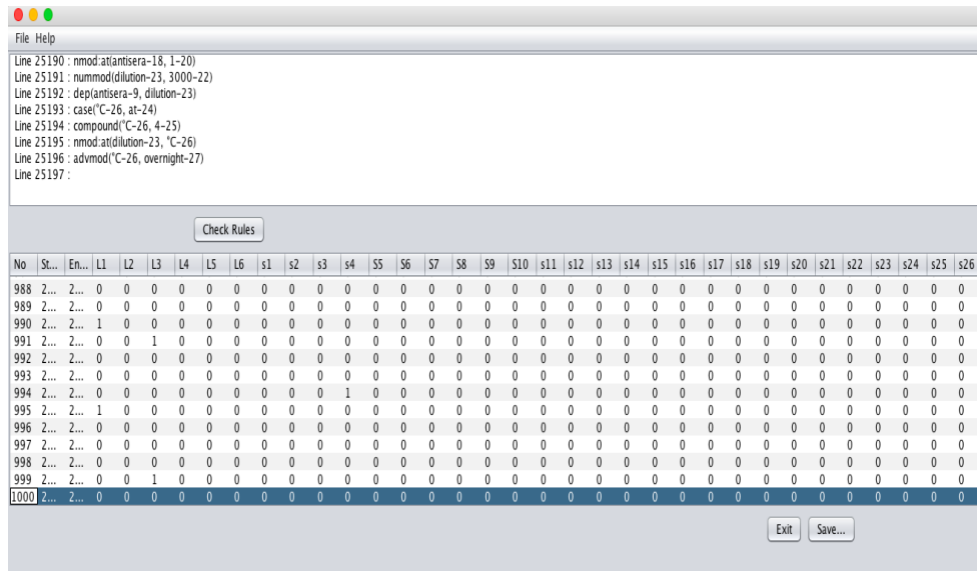 File Help
Line 25190 : nmod:at(antisera-18, 1-20)
Line 25191 : nummod(dilution-23, 3000-22)
Line 25192 : dep(antisera-9, dilution-23)
Line 25193 : case(°C-26, at-24)
Line 25194 : compound(°C-26, 4-25)
Line 25195 : nmod:at(dilution-23, °C-26)
Line 25196 : advmod(°C-26, overnight-27)
Line 25197 :
Check Rules
No St... En... L1 L2 L3 L4 L5 L6 s1 s2 s3 s4 S5 S6 S7 S8 S9 S10 s11 s12 s13 s14 s15 s16 s17 s18 s19 s20 s21 s22 s23 s24 s25 s26
988 2... 2... 0 0 0 0 0 0 0 0 0 0 0 0 0 0 0 0 0 0 0 0 0 0 0 0 0 0 0 0 0 0 0 0
989 2... 2... 0 0 0 0 0 0 0 0 0 0 0 0 0 0 0 0 0 0 0 0 0 0 0 0 0 0 0 0 0 0 0 0
990 2... 2... 1 0 0 0 0 0 0 0 0 0 0 0 0 0 0 0 0 0 0 0 0 0 0 0 0 0 0 0 0 0 0 0
991 2... 2... 0 0 1 0 0 0 0 0 0 0 0 0 0 0 0 0 0 0 0 0 0 0 0 0 0 0 0 0 0 0 0 0
992 2... 2... 0 0 0 0 0 0 0 0 0 0 0 0 0 0 0 0 0 0 0 0 0 0 0 0 0 0 0 0 0 0 0 0
993 2... 2... 0 0 0 0 0 0 0 0 0 0 0 0 0 0 0 0 0 0 0 0 0 0 0 0 0 0 0 0 0 0 0 0
994 2... 2... 0 0 0 0 0 0 0 0 0 1 0 0 0 0 0 0 0 0 0 0 0 0 0 0 0 0 0 0 0 0 0 0
995 2... 2... 1 0 0 0 0 0 0 0 0 0 0 0 0 0 0 0 0 0 0 0 0 0 0 0 0 0 0 0 0 0 0 0
996 2... 2... 0 0 0 0 0 0 0 0 0 0 0 0 0 0 0 0 0 0 0 0 0 0 0 0 0 0 0 0 0 0 0 0
997 2... 2... 0 0 0 0 0 0 0 0 0 0 0 0 0 0 0 0 0 0 0 0 0 0 0 0 0 0 0 0 0 0 0 0
998 2... 2... 0 0 0 0 0 0 0 0 0 0 0 0 0 0 0 0 0 0 0 0 0 0 0 0 0 0 0 0 0 0 0 0
999 2... 2... 0 0 1 0 0 0 0 0 0 0 0 0 0 0 0 0 0 0 0 0 0 0 0 0 0 0 0 0 0 0 0 0
1000 2... 2... 0 0 0 0 0 0 0 0 0 0 0 0 0 0 0 0 0 0 0 0 0 0 0 0 0 0 0 0 0 0 0 0
Exit Save...